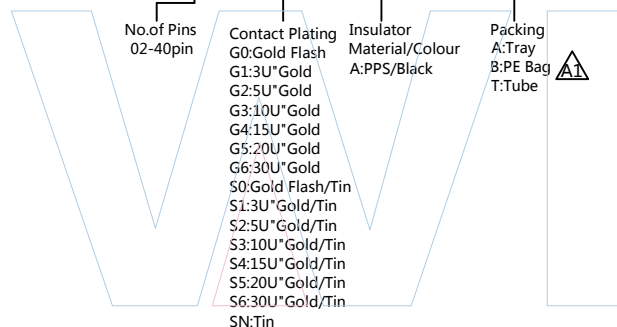 No.of Pins
02-40pin
Contact Plating
G0:Gold Flash
G1:3U"Gold
G2:5U"Gold
G3:10U"Gold
G4:15U"Gold
G5:20U"Gold
G6:30U"Gold
S0:Gold Flash/Tin
S1:3U"Gold/Tin
S2:5U"Gold/Tin
S3:10U"Gold/Tin
S4:15U"Gold/Tin
S5:20U"Gold/Tin
S6:30U"Gold/Tin
SN:Tin
Insulator
Material/Colour
A:PPS/Black
Packing
A:Tray
B:PE Bag
T:Tube
A1